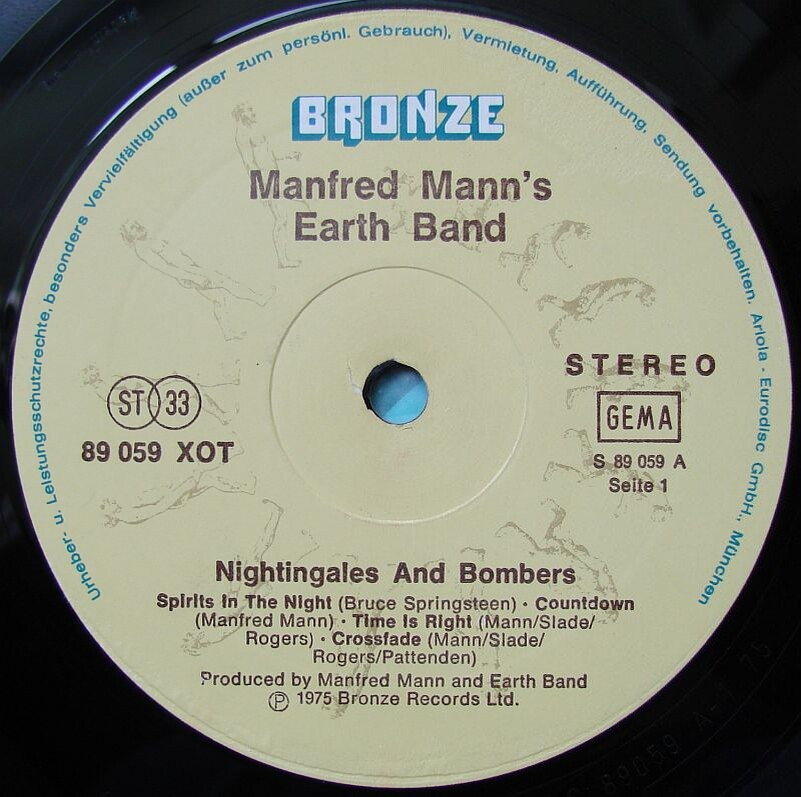 Urheber- u. Leistungsschutzrechte, besonders Vervielfältigung (außer zum persönl. Gebrauch), Vermietung, Aufführung, Sendung vorbehalten. Ariola - Eurodisc GmbH., München
BRONZE
Manfred Mann's
Earth Band
STEREO
ST 33
GEMA
89 059 XOT
S 89 059 A
Seite 1
Nightingales And Bombers
Spirits In The Night (Bruce Springsteen) · Countdown
(Manfred Mann) · Time Is Right (Mann/Slade/
Rogers) · Crossfade (Mann/Slade/
Rogers/Pattenden)
Produced by Manfred Mann and Earth Band
Ⓟ 1975 Bronze Records Ltd.